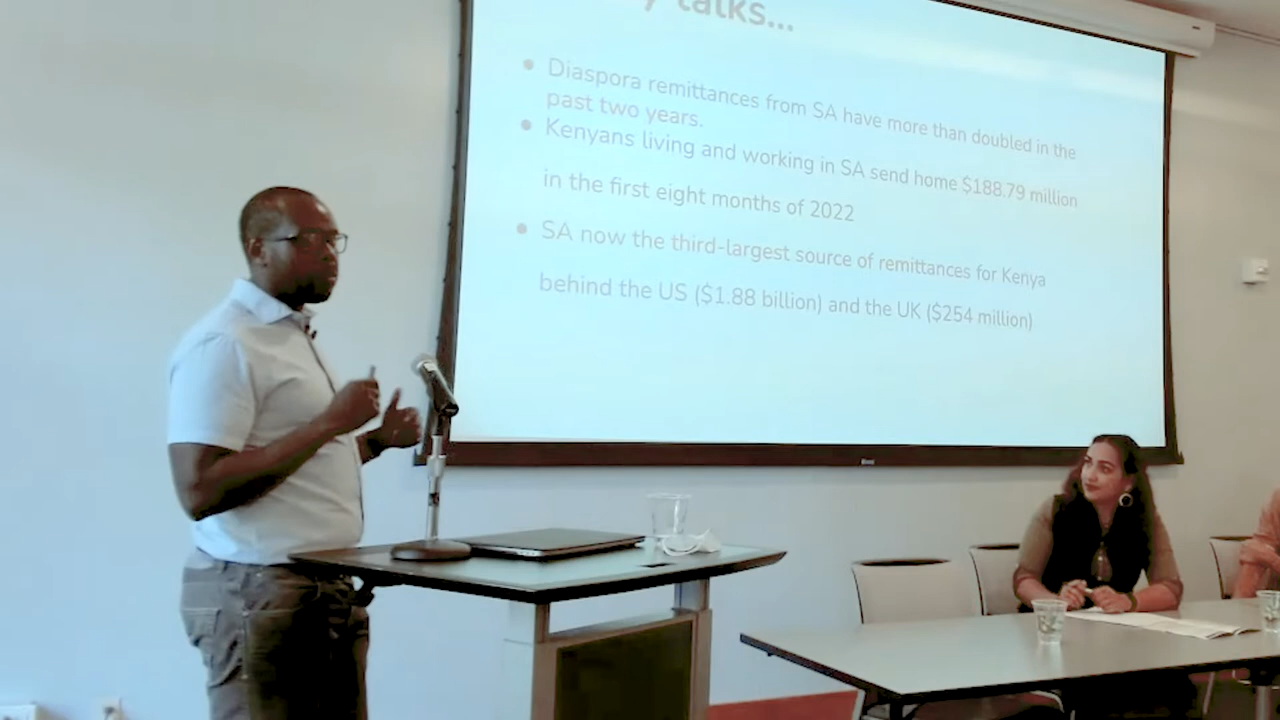 talks...
Diaspora remittances from SA have more than doubled in the
past two years.
Kenyans living and working in SA send home $188.79 million
in the first eight months of 2022
SA now the third-largest source of remittances for Kenya
behind the US ($1.88 billion) and the UK ($254 million)